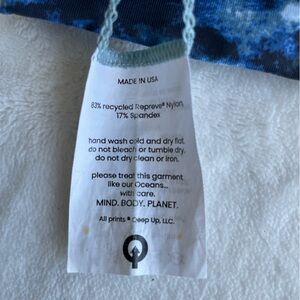 MADE IN USA
83% recycled Repreve® Nylon
17% Spandex
hand wash cold and dry flat.
do not bleach or tumble dry.
do not dry clean or iron.
please treat this garment
like our Oceans...
with care.
MIND. BODY. PLANET.
All prints ® Deep Up, LLC.